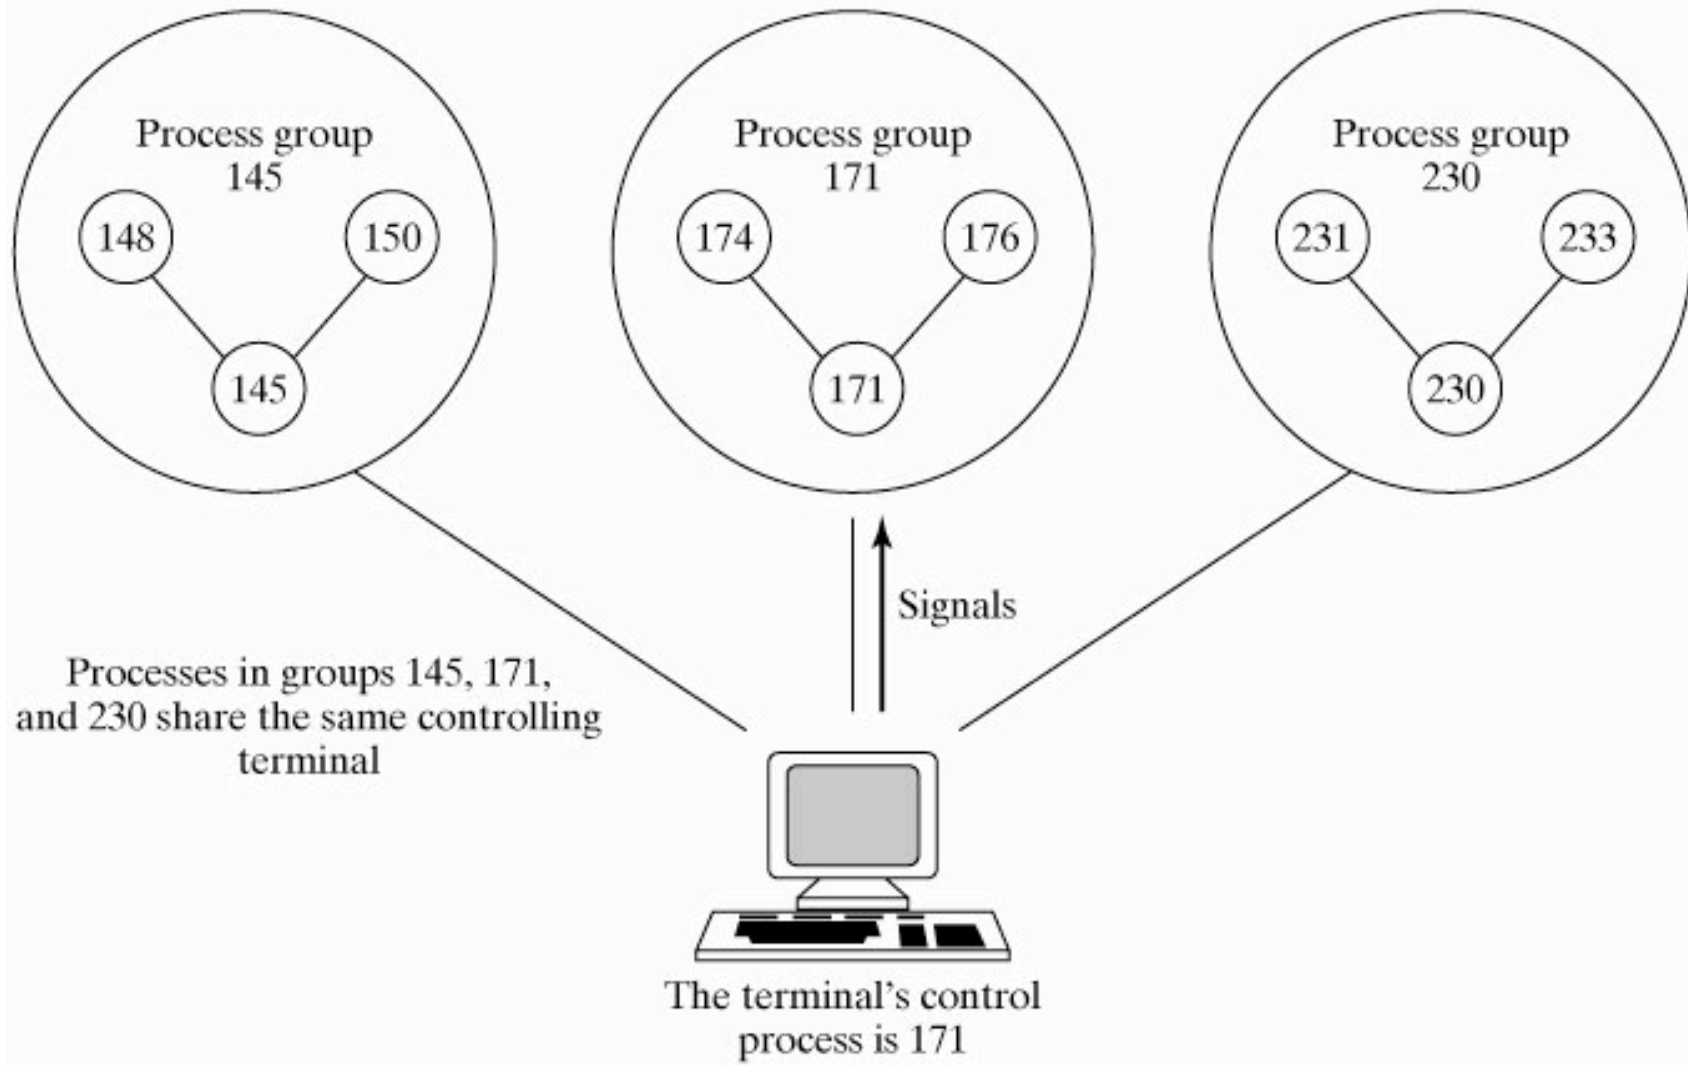 Process group
145
148
150
145
Process group
171
174
176
171
Process group
230
231
233
230
Signals
Processes in groups 145, 171,
and 230 share the same controlling
terminal
The terminal's control
process is 171